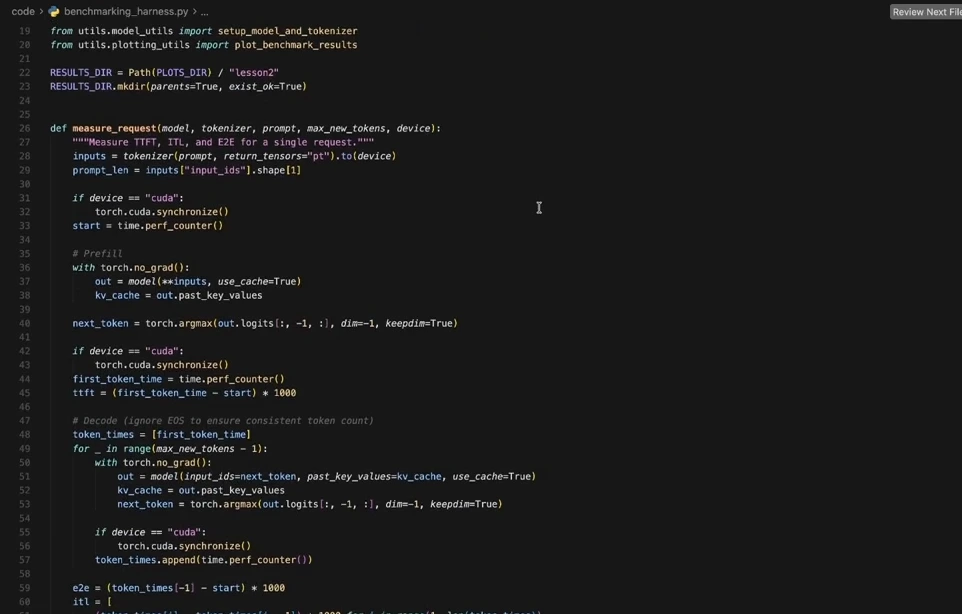 code > benchmarking_harness.py > ...
Review Next File
19 from utils.model_utils import setup_model_and_tokenizer
20 from utils.plotting_utils import plot_benchmark_results
21
22 RESULTS_DIR = Path(PLOTS_DIR) / "lesson2"
23 RESULTS_DIR.mkdir(parents=True, exist_ok=True)
24
25
26 def measure_request(model, tokenizer, prompt, max_new_tokens, device):
27 """Measure TTFT, ITL, and E2E for a single request."""
28 inputs = tokenizer(prompt, return_tensors="pt").to(device)
29 prompt_len = inputs["input_ids"].shape[1]
30
31 if device == "cuda":
32 torch.cuda.synchronize()
33 start = time.perf_counter()
34
35 # Prefill
36 with torch.no_grad():
37 out = model(**inputs, use_cache=True)
38 kv_cache = out.past_key_values
39
40 next_token = torch.argmax(out.logits[:, -1, :], dim=-1, keepdim=True)
41
42 if device == "cuda":
43 torch.cuda.synchronize()
44 first_token_time = time.perf_counter()
45 ttft = (first_token_time - start) * 1000
46
47 # Decode (ignore EOS to ensure consistent token count)
48 token_times = [first_token_time]
49 for _ in range(max_new_tokens - 1):
50 with torch.no_grad():
51 out = model(input_ids=next_token, past_key_values=kv_cache, use_cache=True)
52 kv_cache = out.past_key_values
53 next_token = torch.argmax(out.logits[:, -1, :], dim=-1, keepdim=True)
54
55 if device == "cuda":
56 torch.cuda.synchronize()
57 token_times.append(time.perf_counter())
58
59 e2e = (token_times[-1] - start) * 1000
60 itl = [